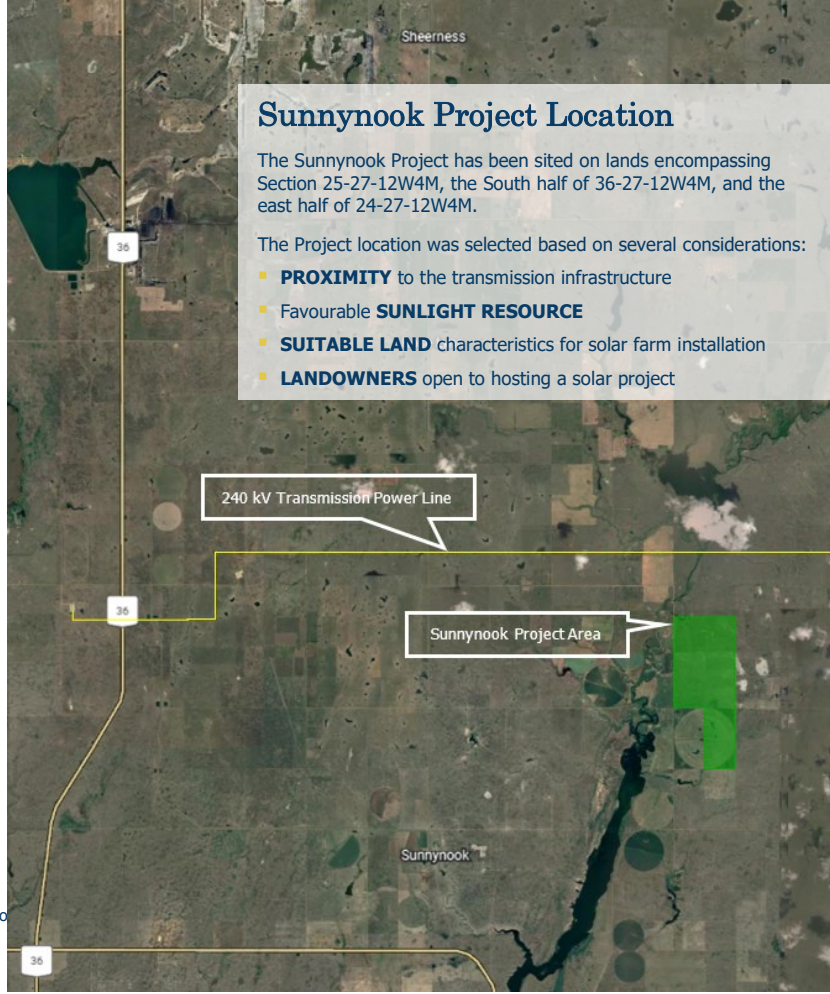 Sheerness
Sunnynook Project Location
The Sunnynook Project has been sited on lands encompassing
Section 25-27-12W4M, the South half of 36-27-12W4M, and the
east half of 24-27-12W4M.
The Project location was selected based on several considerations:
PROXIMITY to the transmission infrastructure
Favourable SUNLIGHT RESOURCE
SUITABLE LAND characteristics for solar farm installation
LANDOWNERS open to hosting a solar project
36
240 kV Transmission Power Line
36
Sunnynook Project Area
Sunnynook
36